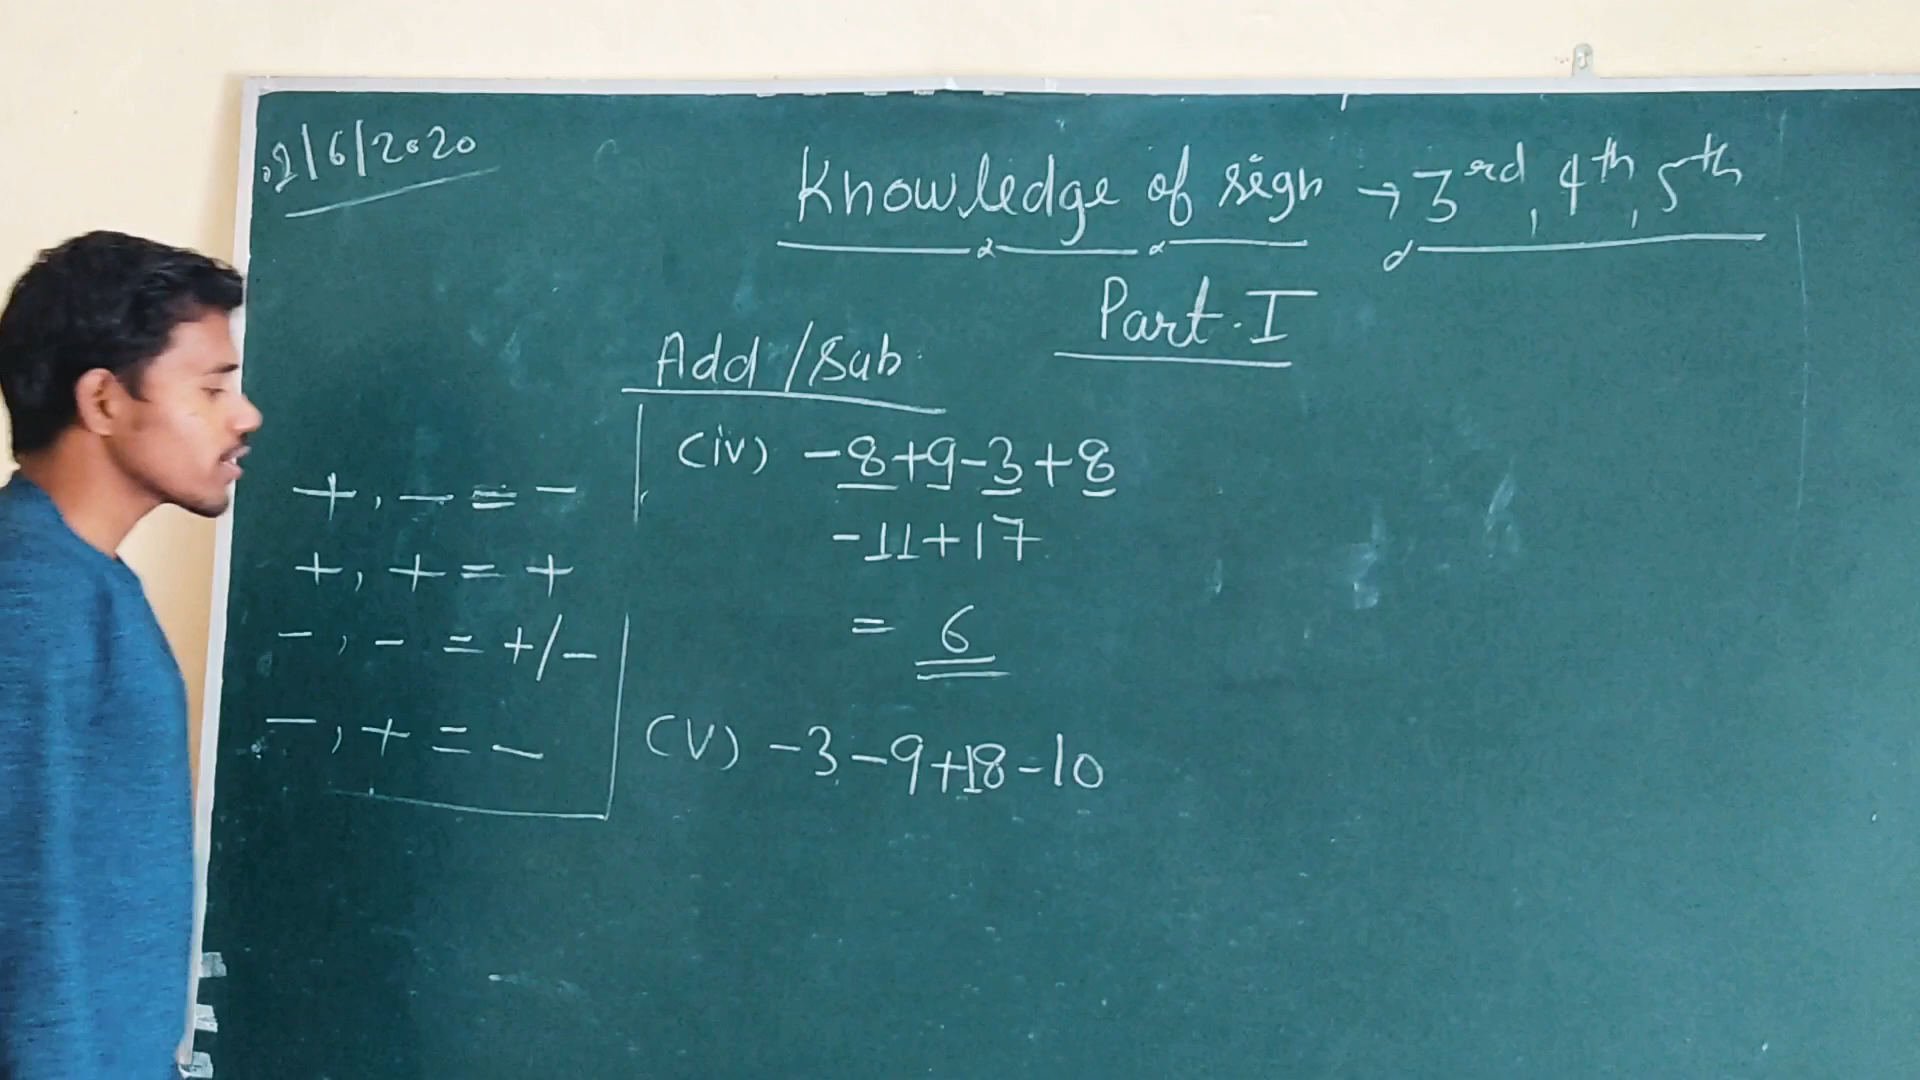 2/6/2020
Knowledge of sign → 3rd, 4th, 5th
Part. I
Add / Sub
+, - = -
+, + = +
-, - = +/-
-, + = -
(iv) -8+9-3+8
-11+17
= 6
(V) -3-9+18-10